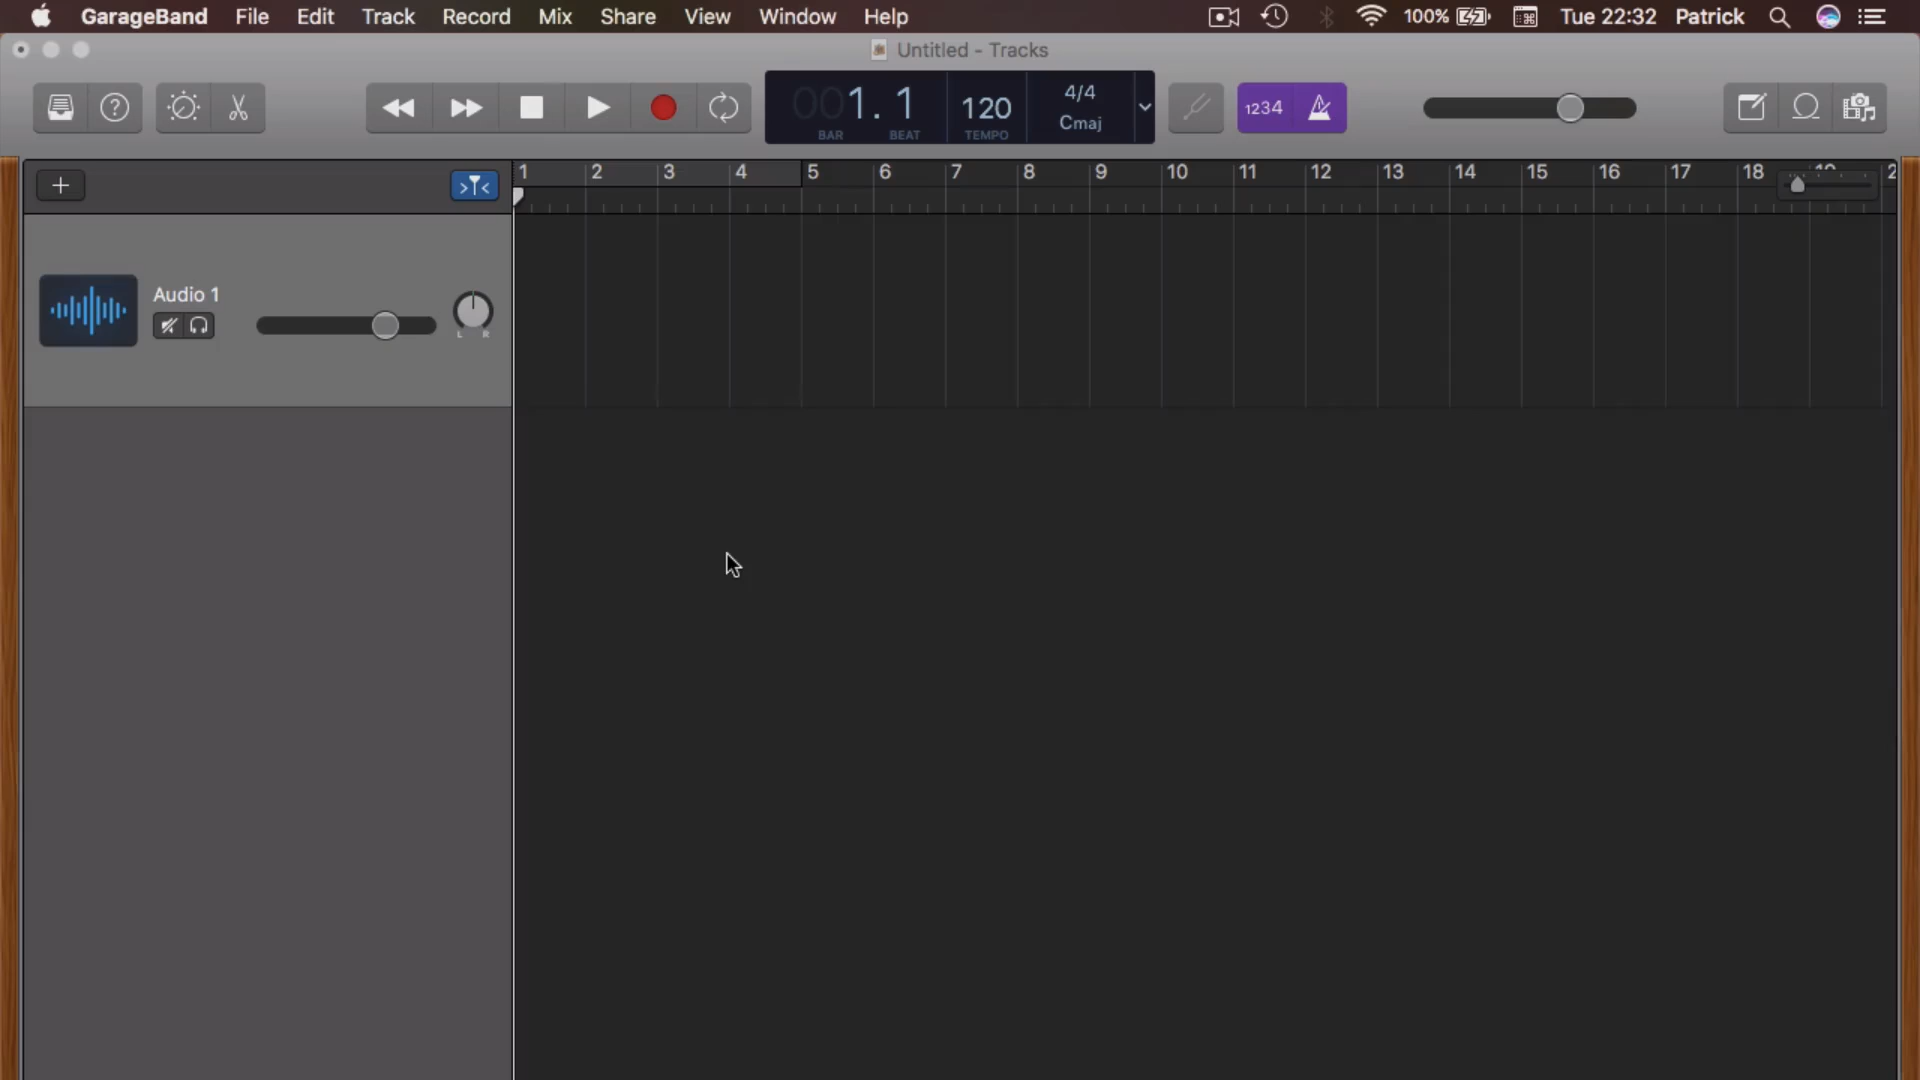 GarageBand File Edit Track Record Mix Share View Window Help 100% Tue 22:32 Patrick
Untitled - Tracks
001. 1 120 4/4
Cmaj
BAR BEAT TEMPO
1234
1 2 3 4 5 6 7 8 9 10 11 12 13 14 15 16 17 18 19 2
Audio 1
L R